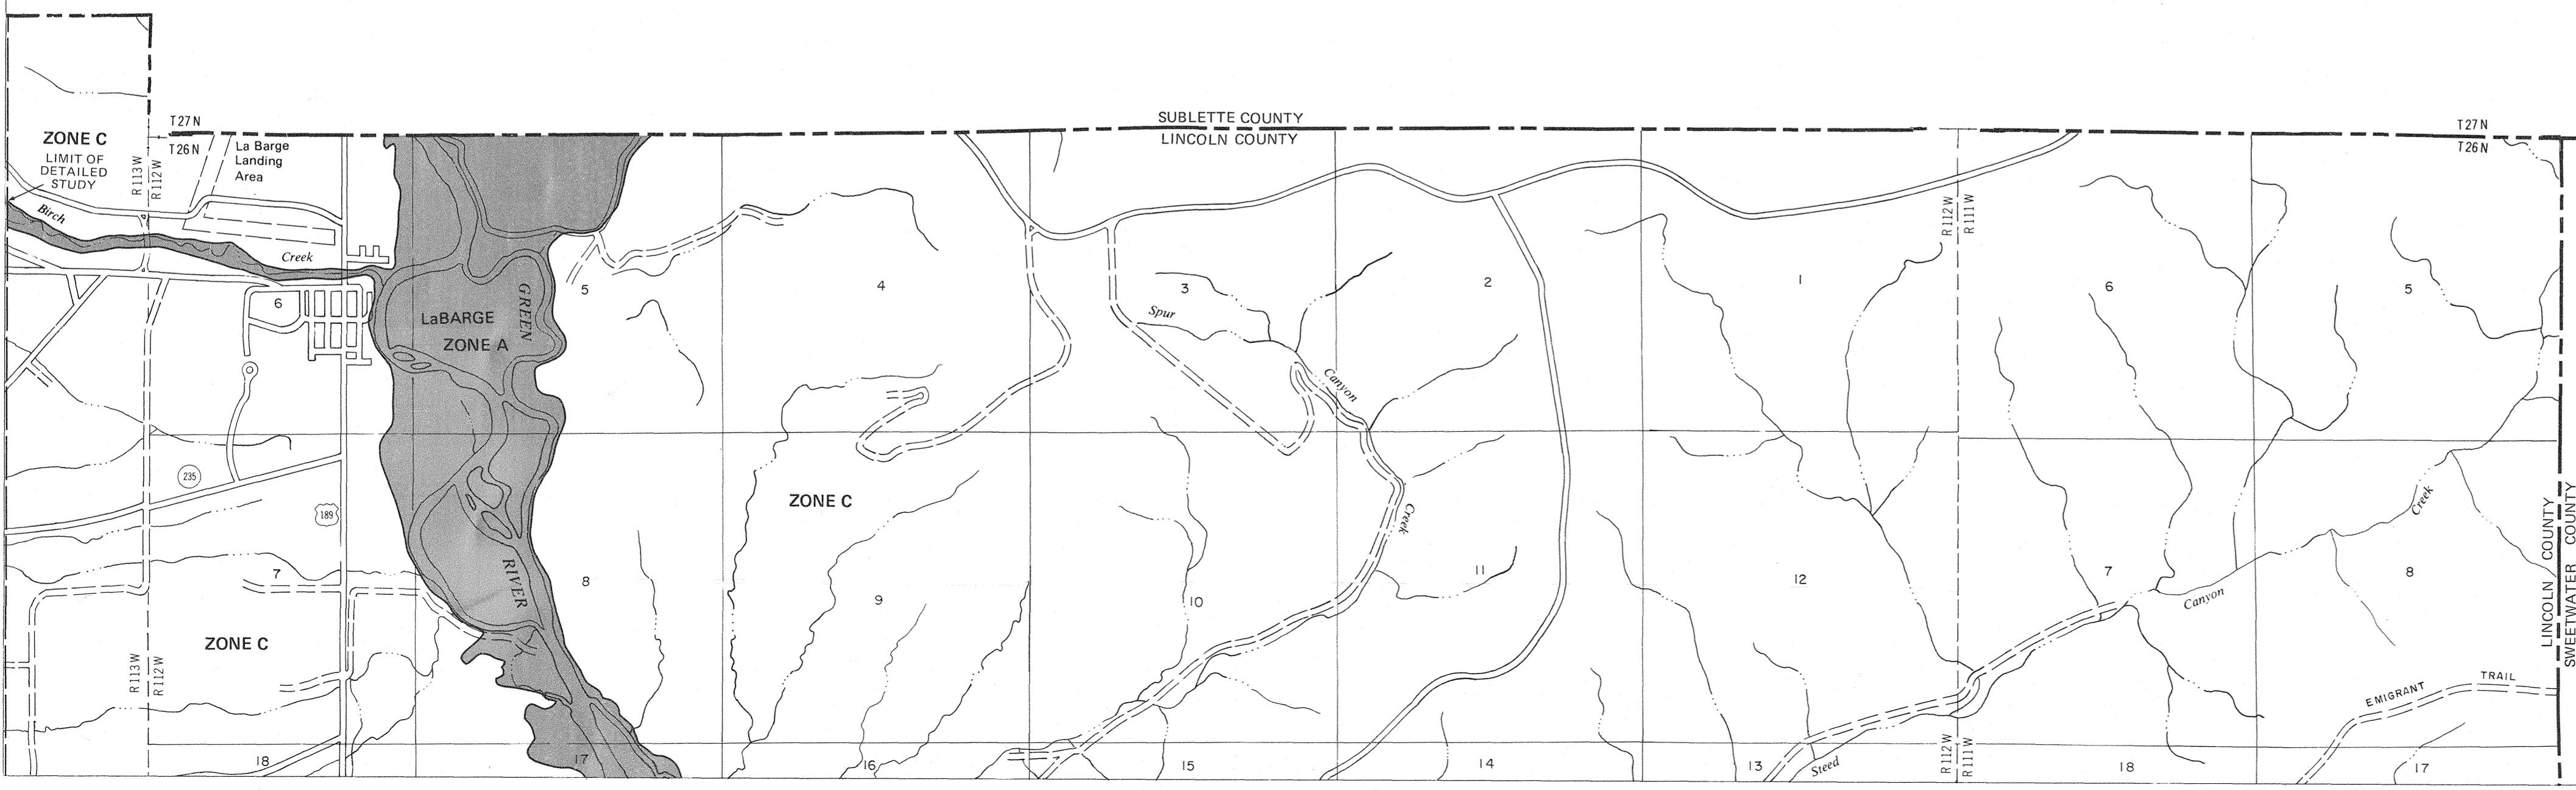 SUBLETTE COUNTY
LINCOLN COUNTY
T27N
T26N
T27N
T26N
ZONE C
LIMIT OF
DETAILED
STUDY
R113W
R112W
La Barge
Landing
Area
Birch
Creek
R112W
R111W
6
5
4
3
2
1
6
5
LaBARGE
ZONE A
GREEN
RIVER
Spur
Canyon
Creek
235
189
ZONE C
7
8
9
10
11
12
7
8
Canyon
Creek
LINCOLN COUNTY
SWEETWATER COUNTY
ZONE C
R113W
R112W
EMIGRANT
TRAIL
18
17
16
15
14
13
Steed
R112W
R111W
18
17